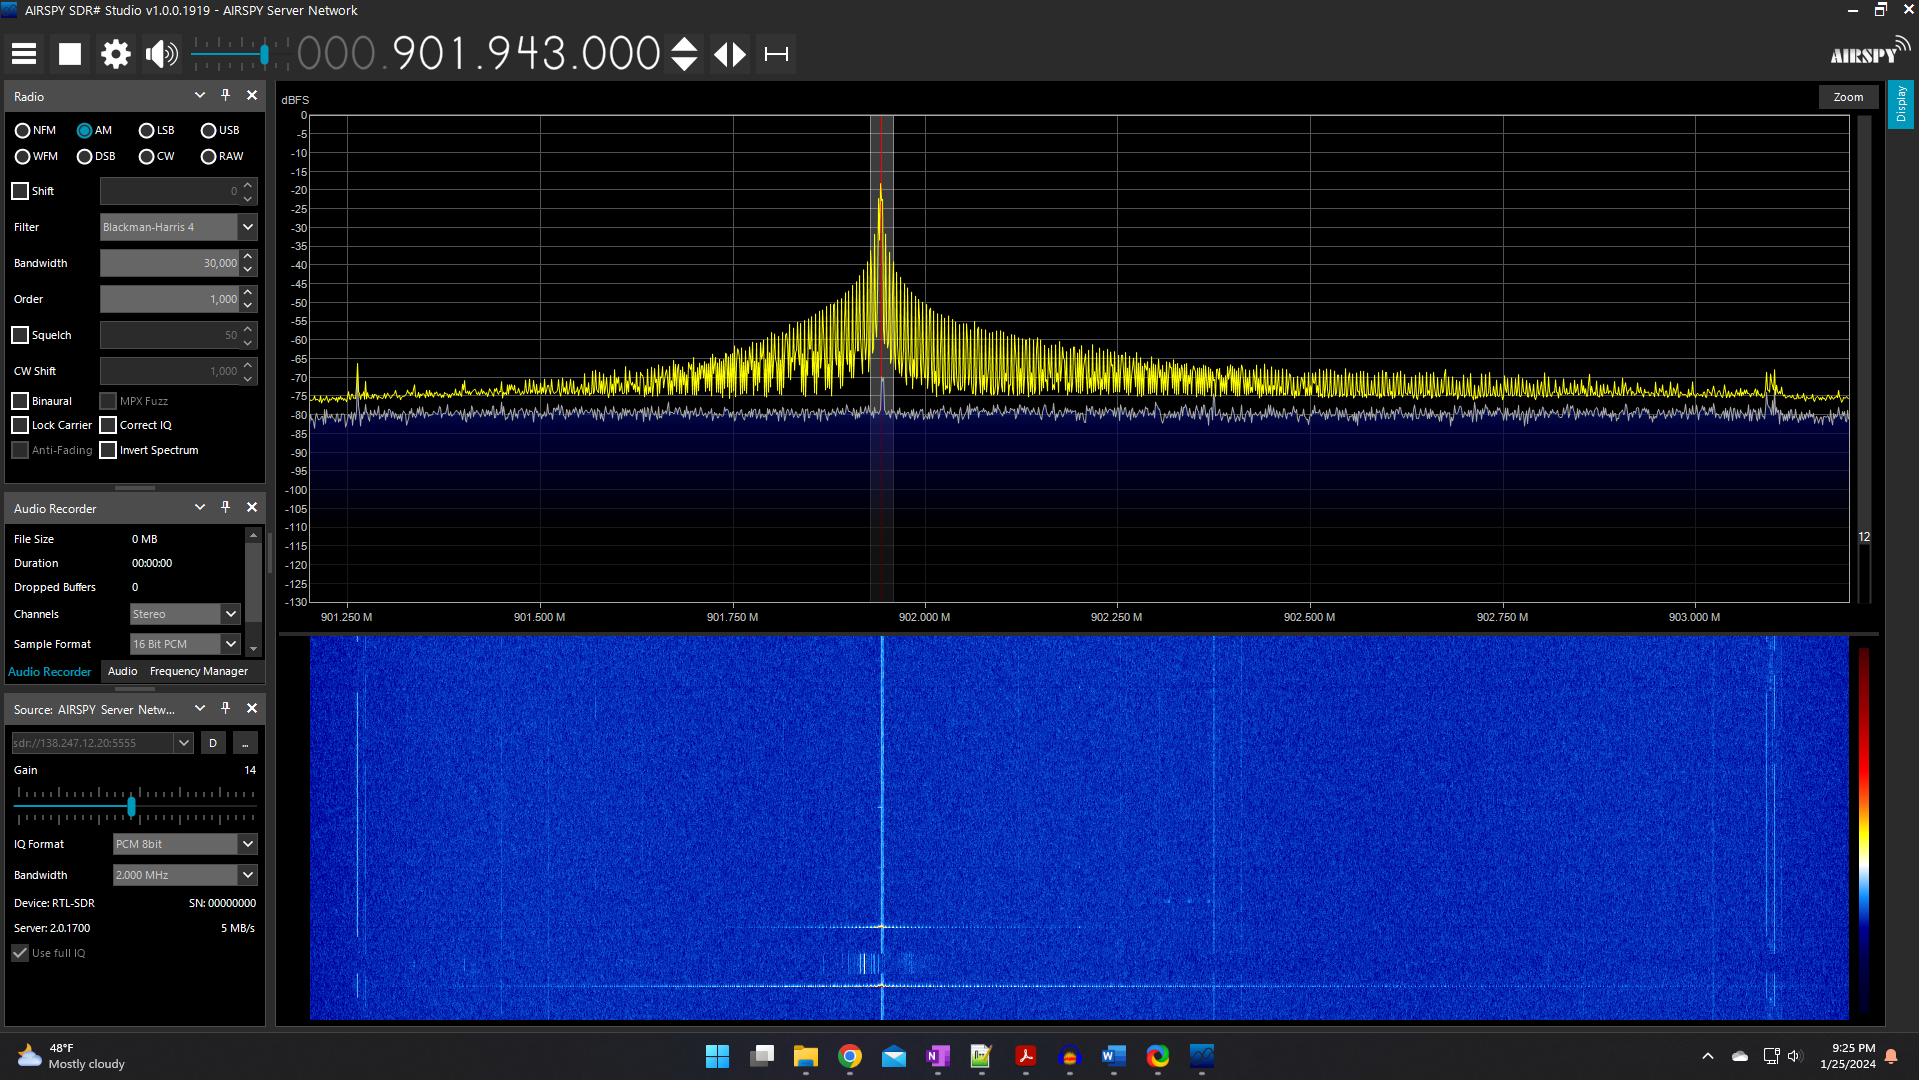 AIRSPY SDR# Studio v1.0.0.1919 - AIRSPY Server Network
000.901.943.000
AIRSPY
Radio
NFM AM LSB USB
WFM DSB CW RAW
Shift 0
Filter Blackman-Harris 4
Bandwidth 30,000
Order 1,000
Squelch 50
CW Shift 1,000
Binaural MPX Fuzz
Lock Carrier Correct IQ
Anti-Fading Invert Spectrum
Audio Recorder
File Size 0 MB
Duration 00:00:00
Dropped Buffers 0
Channels Stereo
Sample Format 16 Bit PCM
Audio Recorder Audio Frequency Manager
Source: AIRSPY Server Netw...
sdr://138.247.12.20:5555 D ...
Gain 14
IQ Format PCM 8bit
Bandwidth 2.000 MHz
Device: RTL-SDR SN: 00000000
Server: 2.0.1700 5 MB/s
Use full IQ
dBFS
Zoom
Display
0
-5
-10
-15
-20
-25
-30
-35
-40
-45
-50
-55
-60
-65
-70
-75
-80
-85
-90
-95
-100
-105
-110
-115
-120
-125
-130
12
901.250 M 901.500 M 901.750 M 902.000 M 902.250 M 902.500 M 902.750 M 903.000 M
48°F
Mostly cloudy
9:25 PM
1/25/2024